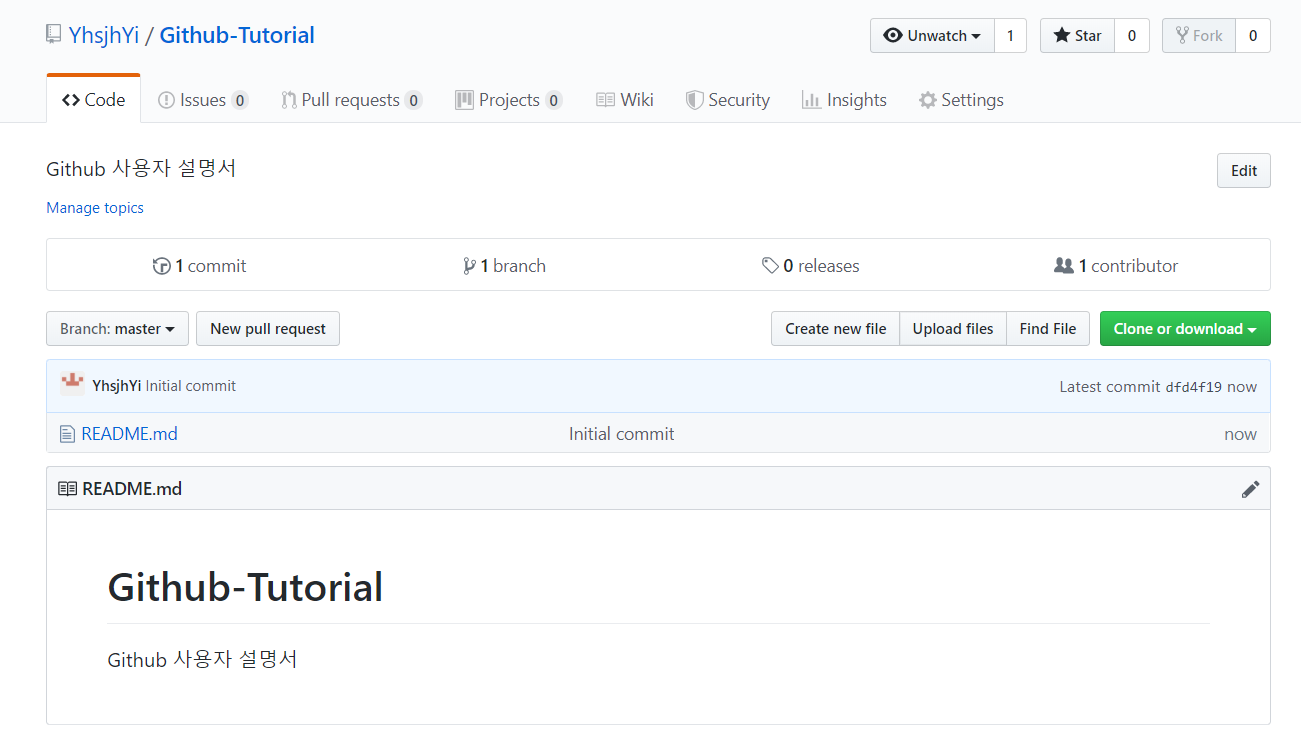 YhsjhYi / Github-Tutorial
Unwatch 1 Star 0 Fork 0
Code Issues 0 Pull requests 0 Projects 0 Wiki Security Insights Settings
Github 사용자 설명서
Edit
Manage topics
1 commit 1 branch 0 releases 1 contributor
Branch: master New pull request Create new file Upload files Find File Clone or download
YhsjhYi Initial commit Latest commit dfd4f19 now
README.md Initial commit now
README.md
Github-Tutorial
Github 사용자 설명서